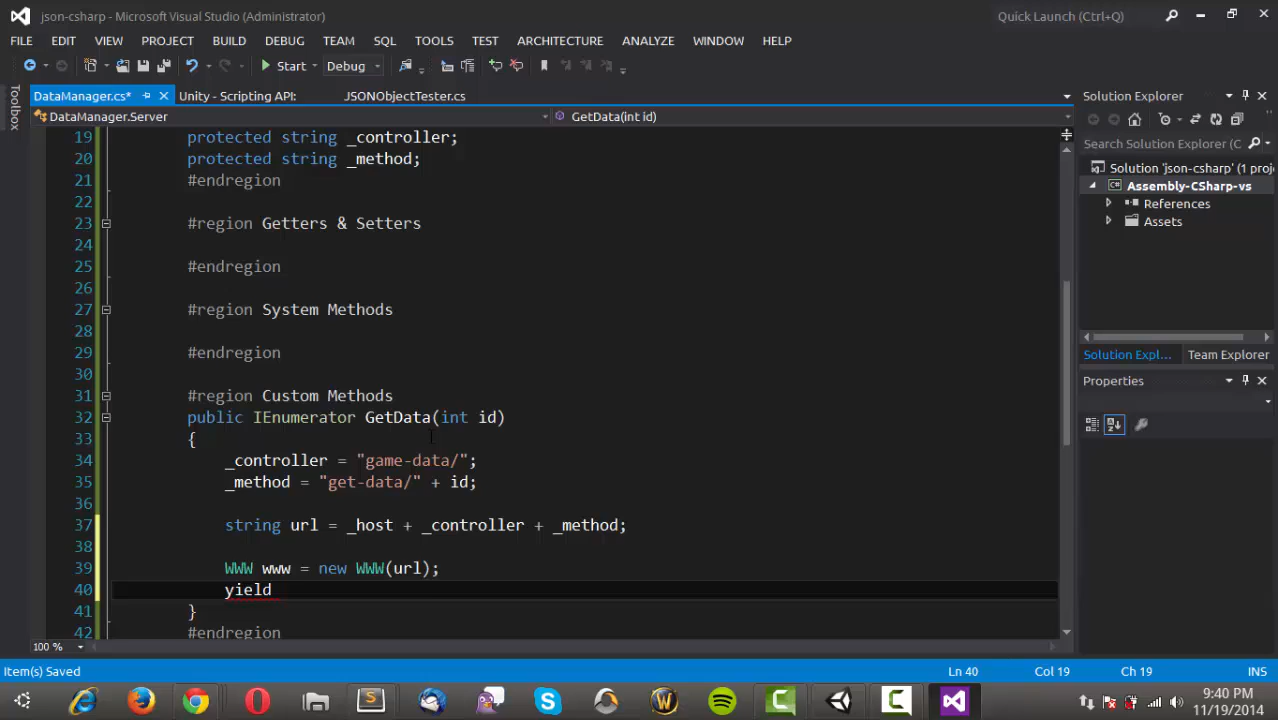 json-csharp - Microsoft Visual Studio (Administrator)
Quick Launch (Ctrl+Q)
FILE EDIT VIEW PROJECT BUILD DEBUG TEAM SQL TOOLS TEST ARCHITECTURE ANALYZE WINDOW HELP
Start Debug
Toolbox
DataManager.cs* Unity - Scripting API: JSONObjectTester.cs
DataManager.Server GetData(int id)
19 protected string _controller;
20 protected string _method;
21 #endregion
22
23 #region Getters & Setters
24
25 #endregion
26
27 #region System Methods
28
29 #endregion
30
31 #region Custom Methods
32 public IEnumerator GetData(int id)
33 {
34 _controller = "game-data/";
35 _method = "get-data/" + id;
36
37 string url = _host + _controller + _method;
38
39 WWW www = new WWW(url);
40 yield
41 }
42 #endregion
100 %
Solution Explorer
Search Solution Explorer (C
Solution 'json-csharp' (1 proj
Assembly-CSharp-vs
References
Assets
Solution Expl... Team Explorer
Properties
Item(s) Saved Ln 40 Col 19 Ch 19 INS
9:40 PM
11/19/2014